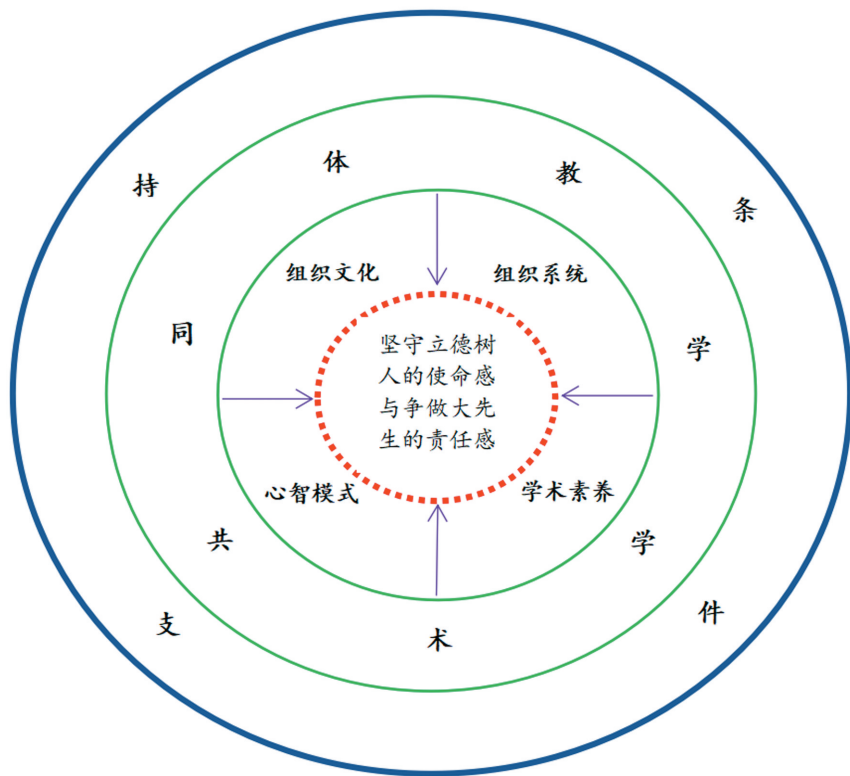 支持条件
教学学术共同体
组织文化
组织系统
坚守立德树
人的使命感
与争做大先
生的责任感
心智模式
学术素养